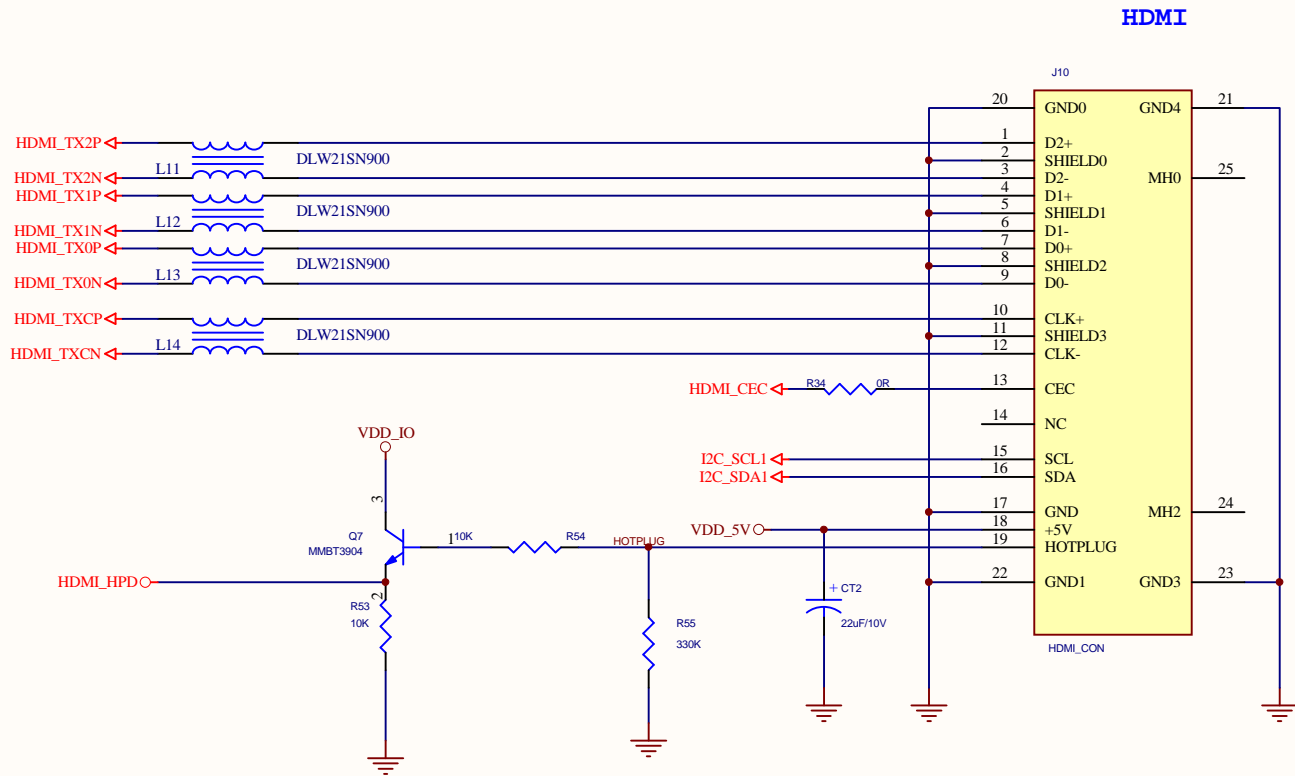 HDMI
J10
20 GND0 GND4 21
HDMI_TX2P 1 D2+
DLW21SN900 2 SHIELD0
HDMI_TX2N L11 3 D2- MH0 25
HDMI_TX1P 4 D1+
DLW21SN900 5 SHIELD1
HDMI_TX1N L12 6 D1-
HDMI_TX0P 7 D0+
DLW21SN900 8 SHIELD2
HDMI_TX0N L13 9 D0-
HDMI_TXCP 10 CLK+
DLW21SN900 11 SHIELD3
HDMI_TXCN L14 12 CLK-
HDMI_CEC R34 0R 13 CEC
14 NC
VDD_IO
I2C_SCL1 15 SCL
I2C_SDA1 16 SDA
3
17 GND MH2 24
VDD_5V 18 +5V
Q7 1 10K R54 HOTPLUG 19 HOTPLUG
MMBT3904
HDMI_HPD 22 GND1 GND3 23
2
+ CT2
R53
10K
R55 22uF/10V
330K
HDMI_CON